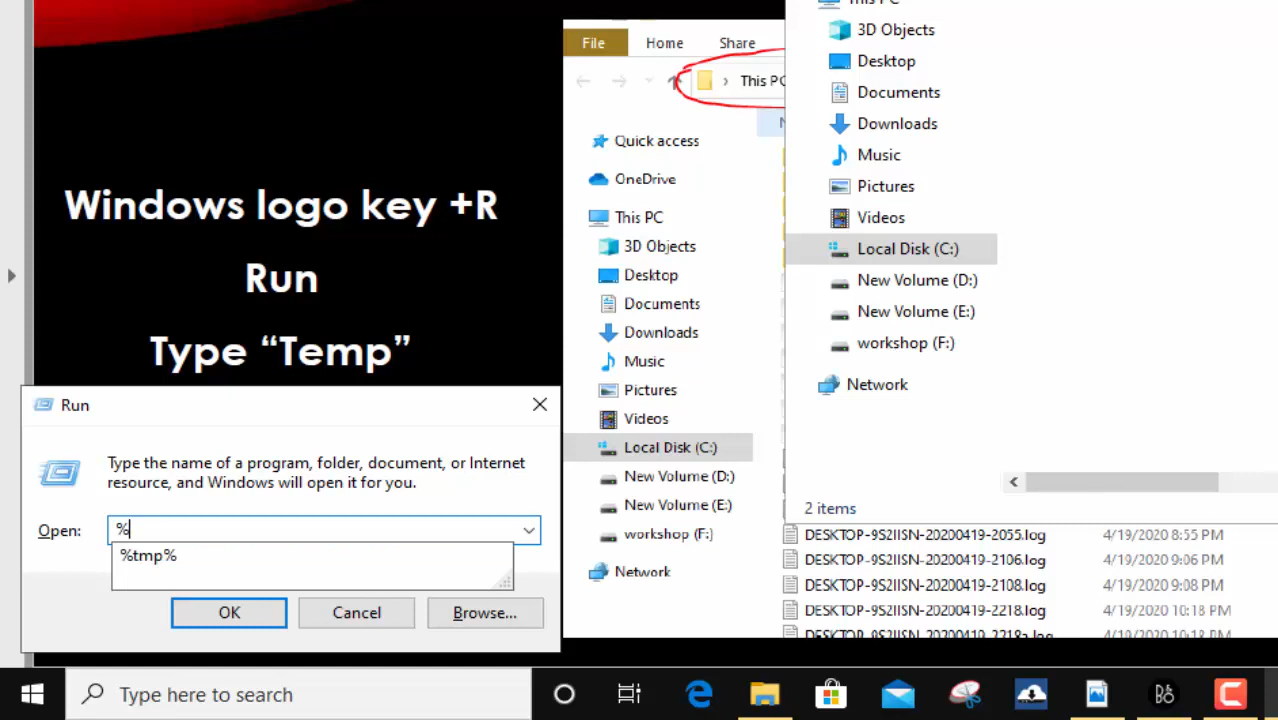 Windows logo key +R
Run
Type “Temp”
File
Home
Share
This PC
Quick access
OneDrive
This PC
3D Objects
Desktop
Documents
Downloads
Music
Pictures
Videos
Local Disk (C:)
New Volume (D:)
New Volume (E:)
workshop (F:)
Network
This PC
3D Objects
Desktop
Documents
Downloads
Music
Pictures
Videos
Local Disk (C:)
New Volume (D:)
New Volume (E:)
workshop (F:)
Network
2 items
DESKTOP-9S2IISN-20200419-2055.log 4/19/2020 8:55 PM
DESKTOP-9S2IISN-20200419-2106.log 4/19/2020 9:06 PM
DESKTOP-9S2IISN-20200419-2108.log 4/19/2020 9:08 PM
DESKTOP-9S2IISN-20200419-2218.log 4/19/2020 10:18 PM
DESKTOP-9S2IISN-20200419-2218a.log 4/19/2020 10:18 PM
Run
Type the name of a program, folder, document, or Internet
resource, and Windows will open it for you.
Open:
%
%tmp%
OK
Cancel
Browse...
Type here to search